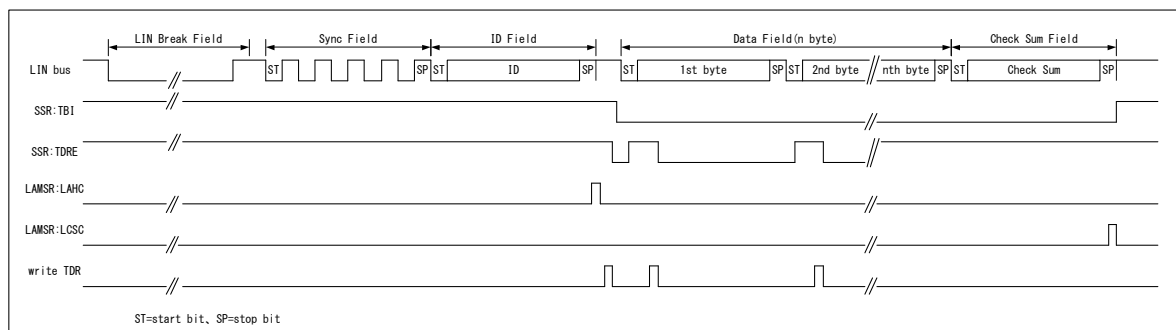 LIN Break Field
Sync Field
ID Field
Data Field(n byte)
Check Sum Field
LIN bus
ST
SP
ST
ID
SP
ST
1st byte
SP
ST
2nd byte
nth byte
SP
ST
Check Sum
SP
SSR:TBI
SSR:TDRE
LAMSR:LAHC
LAMSR:LCSC
write TDR
ST=start bit、SP=stop bit